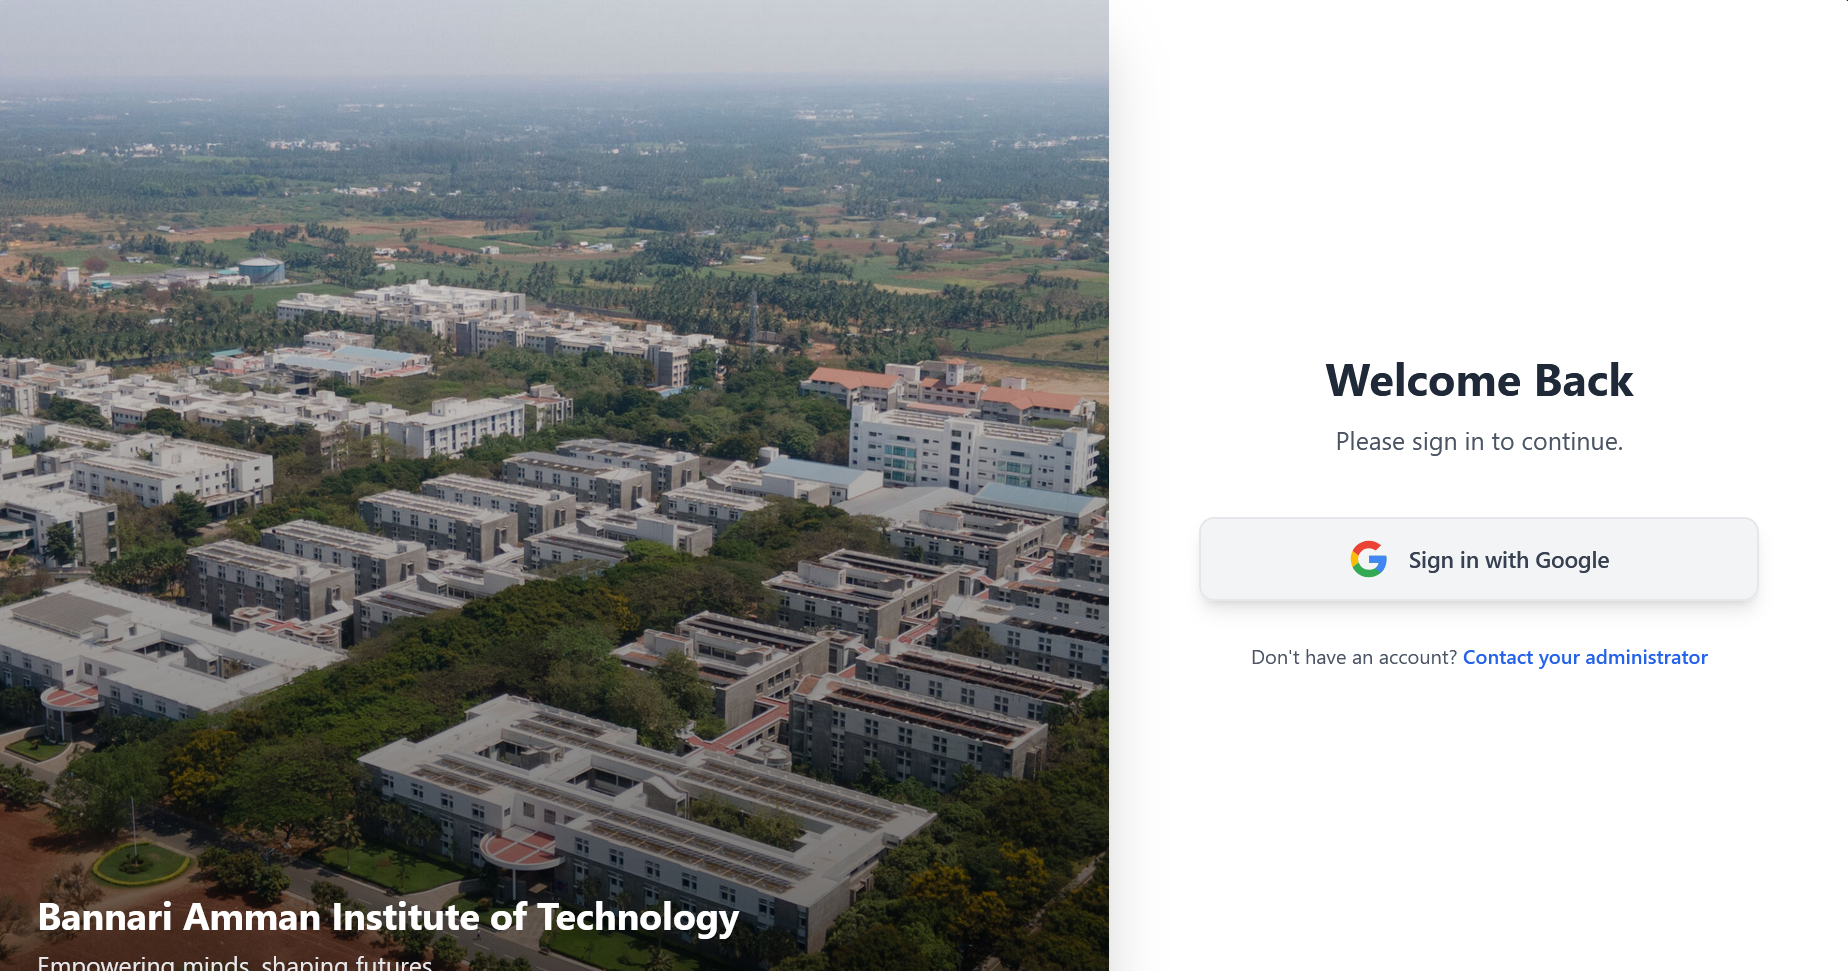 Bannari Amman Institute of Technology
Empowering minds, shaping futures
Welcome Back
Please sign in to continue.
Sign in with Google
Don't have an account? Contact your administrator